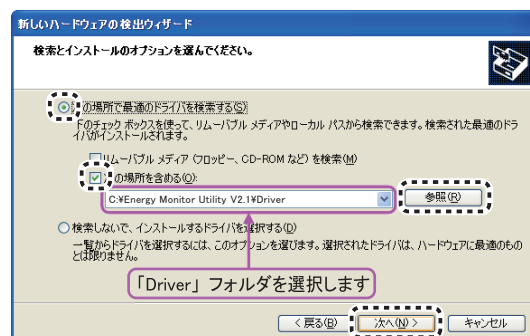 新しいハードウェアの検出ウィザード
検索とインストールのオプションを選んでください。
の場所で最適のドライバを検索する(S)
下のチェック ボックスを使って、リムーバブル メディアやローカル パスから検索できます。検索された最適のドラ
イバがインストールされます。
リムーバブル メディア (フロッピー、CD-ROM など) を検索(M)
の場所を含める(O):
C:¥Energy Monitor Utility V2.1¥Driver
参照(R)
検索しないで、インストールするドライバを選択する(D)
一覧からドライバを選択するには、このオプションを選びます。選択されたドライバは、ハードウェアに最適のもの
とは限りません。
「Driver」フォルダを選択します
< 戻る(B)
次へ(N) >
キャンセル